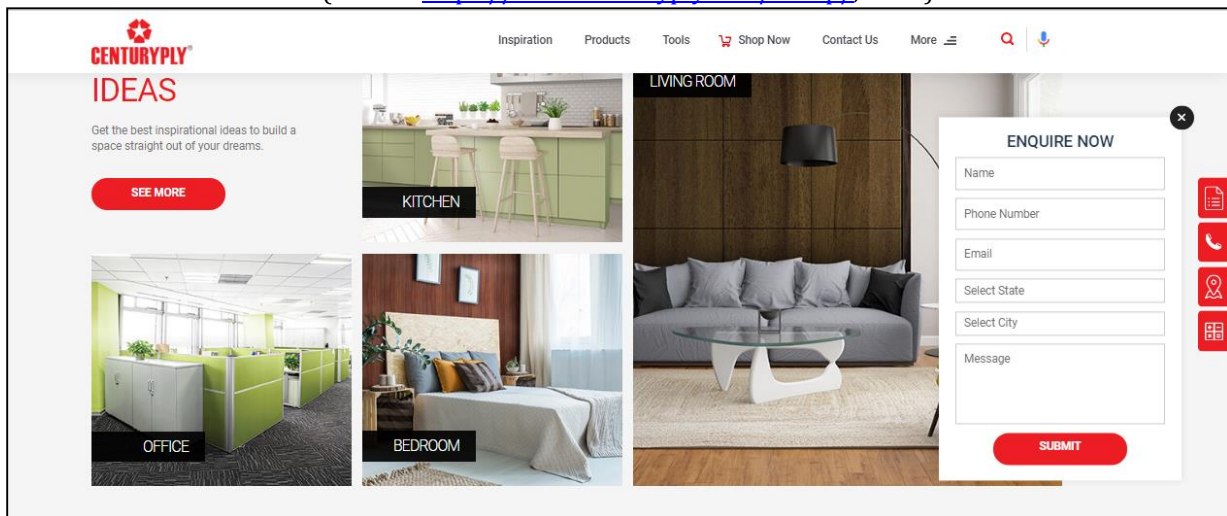 CENTURYPLY®
Inspiration
Products
Tools
Shop Now
Contact Us
More
IDEAS
Get the best inspirational ideas to build a
space straight out of your dreams.
SEE MORE
KITCHEN
LIVING ROOM
OFFICE
BEDROOM
ENQUIRE NOW
Name
Phone Number
Email
Select State
Select City
Message
SUBMIT